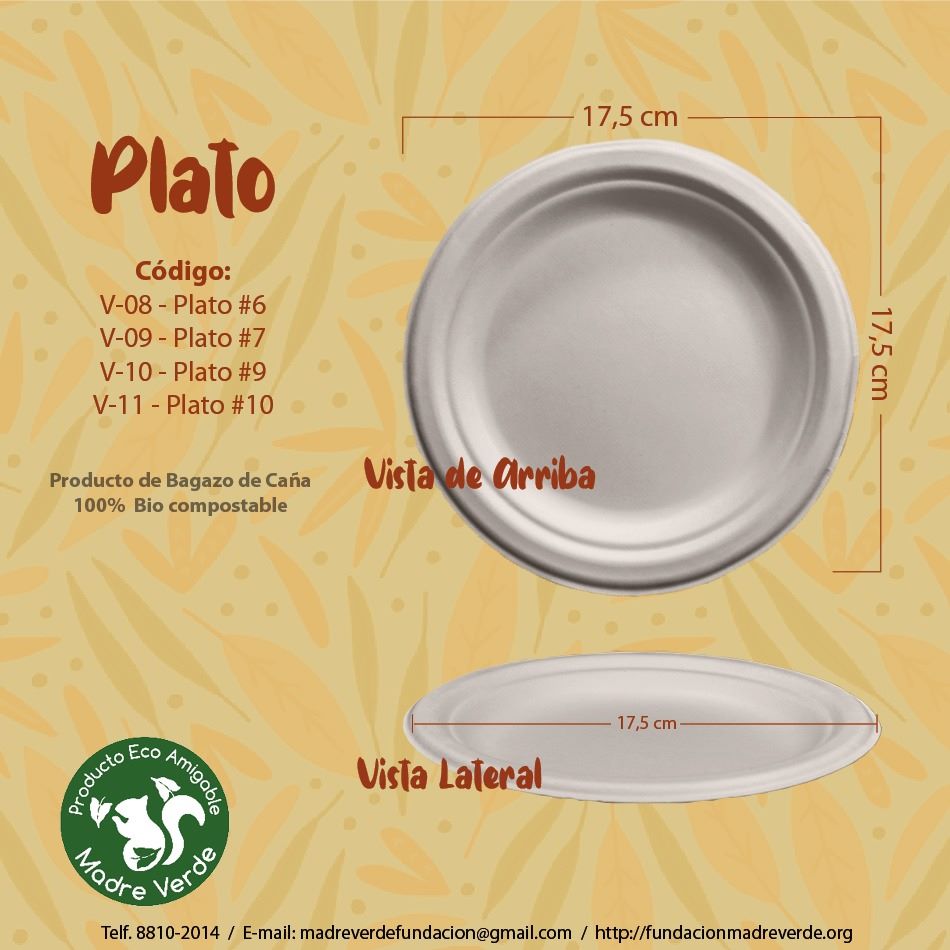 Plato
Código:
V-08 - Plato #6
V-09 - Plato #7
V-10 - Plato #9
V-11 - Plato #10
Producto de Bagazo de Caña
100% Bio compostable
17,5 cm
17,5 cm
Vista de Arriba
17,5 cm
Vista Lateral
Producto Eco Amigable
Madre Verde
Telf. 8810-2014 / E-mail: madreverdefundacion@gmail.com / http://fundacionmadreverde.org